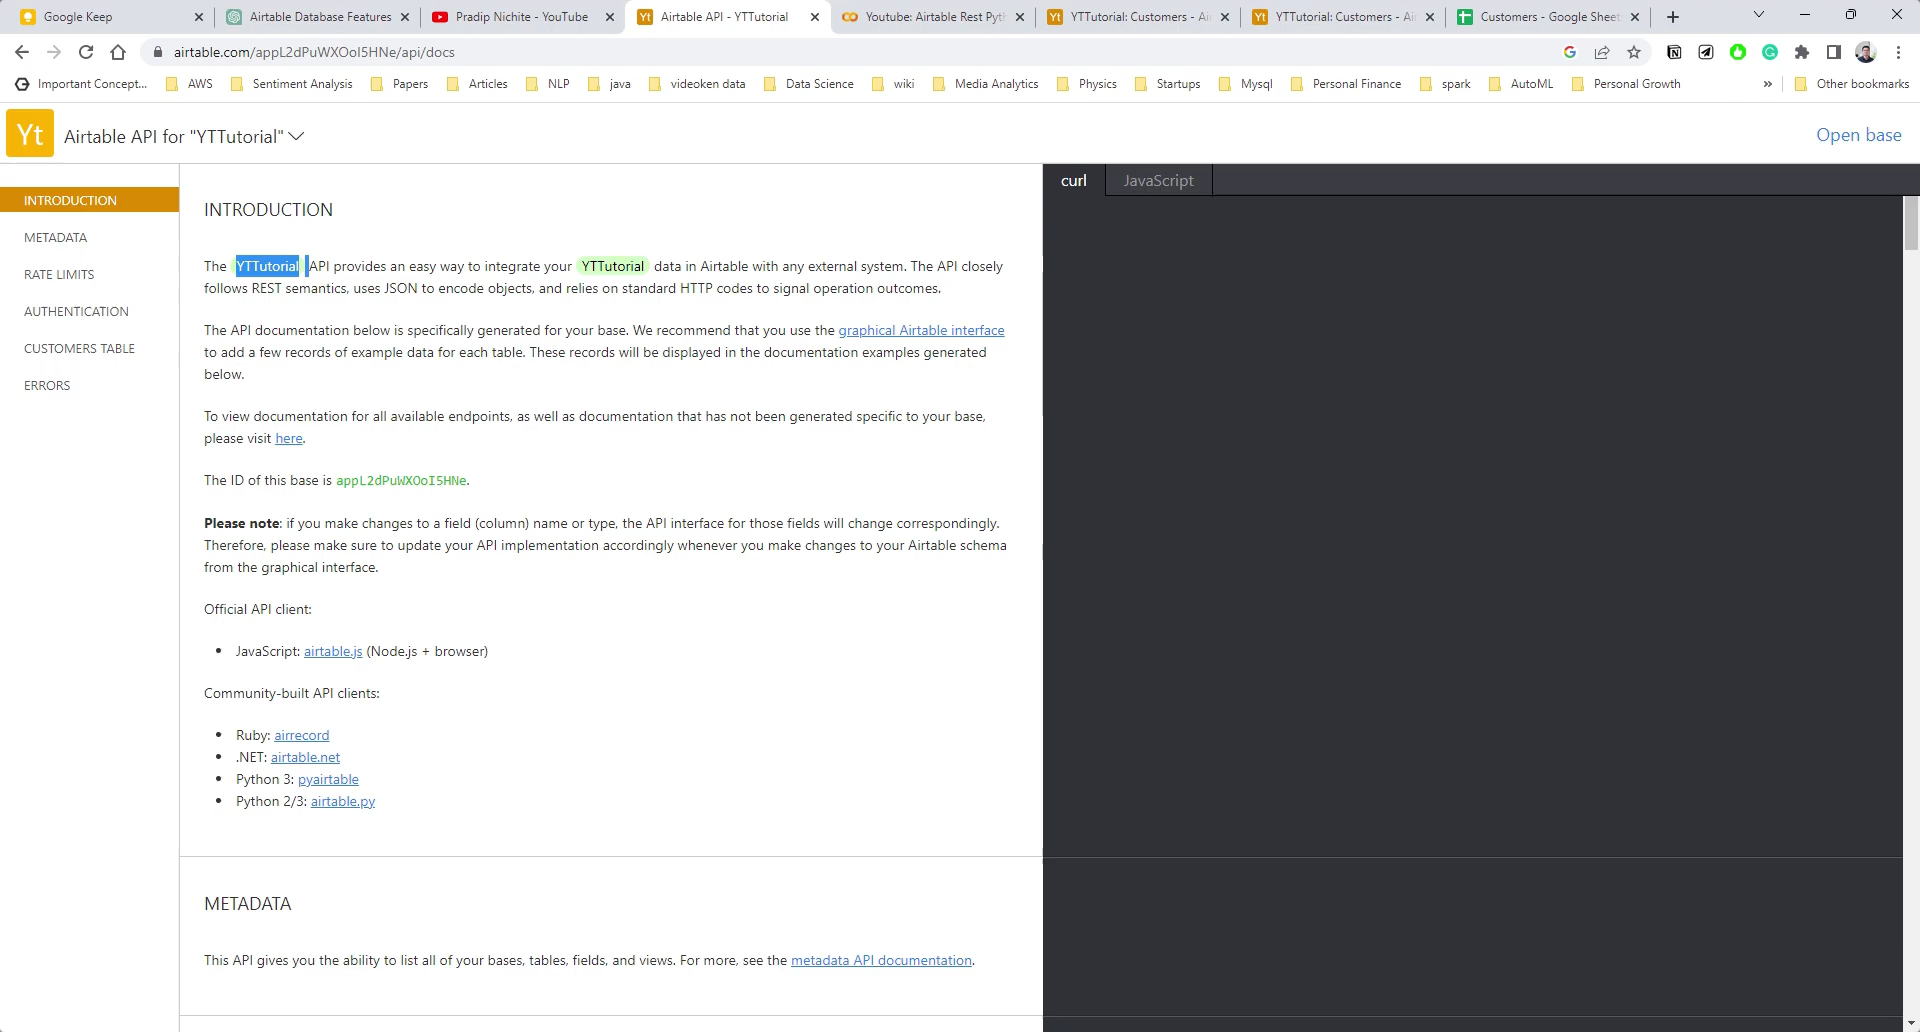 Google Keep
Airtable Database Features
Pradip Nichite - YouTube
Airtable API - YTTutorial
Youtube: Airtable Rest Pyt
YTTutorial: Customers - Ai
YTTutorial: Customers - Ai
Customers - Google Sheet
airtable.com/appL2dPuWXOoI5HNe/api/docs
Important Concept...
AWS
Sentiment Analysis
Papers
Articles
NLP
java
videoken data
Data Science
wiki
Media Analytics
Physics
Startups
Mysql
Personal Finance
spark
AutoML
Personal Growth
»
Other bookmarks
Yt
Airtable API for "YTTutorial"
Open base
INTRODUCTION
METADATA
RATE LIMITS
AUTHENTICATION
CUSTOMERS TABLE
ERRORS
INTRODUCTION
The YTTutorial API provides an easy way to integrate your YTTutorial data in Airtable with any external system. The API closely
follows REST semantics, uses JSON to encode objects, and relies on standard HTTP codes to signal operation outcomes.
The API documentation below is specifically generated for your base. We recommend that you use the graphical Airtable interface
to add a few records of example data for each table. These records will be displayed in the documentation examples generated
below.
To view documentation for all available endpoints, as well as documentation that has not been generated specific to your base,
please visit here.
The ID of this base is appL2dPuWXOoI5HNe.
Please note: if you make changes to a field (column) name or type, the API interface for those fields will change correspondingly.
Therefore, please make sure to update your API implementation accordingly whenever you make changes to your Airtable schema
from the graphical interface.
Official API client:
• JavaScript: airtable.js (Node.js + browser)
Community-built API clients:
• Ruby: airrecord
• .NET: airtable.net
• Python 3: pyairtable
• Python 2/3: airtable.py
METADATA
This API gives you the ability to list all of your bases, tables, fields, and views. For more, see the metadata API documentation.
curl
JavaScript